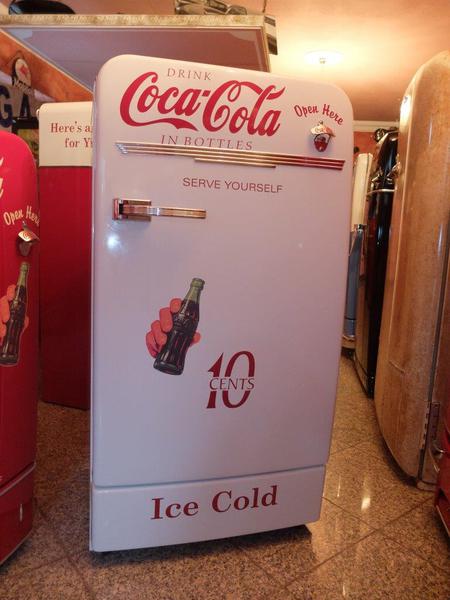 DRINK
Coca-Cola
IN BOTTLES
Open Here
SERVE YOURSELF
10
CENTS
Ice Cold
Here's a
for Y
Open Here